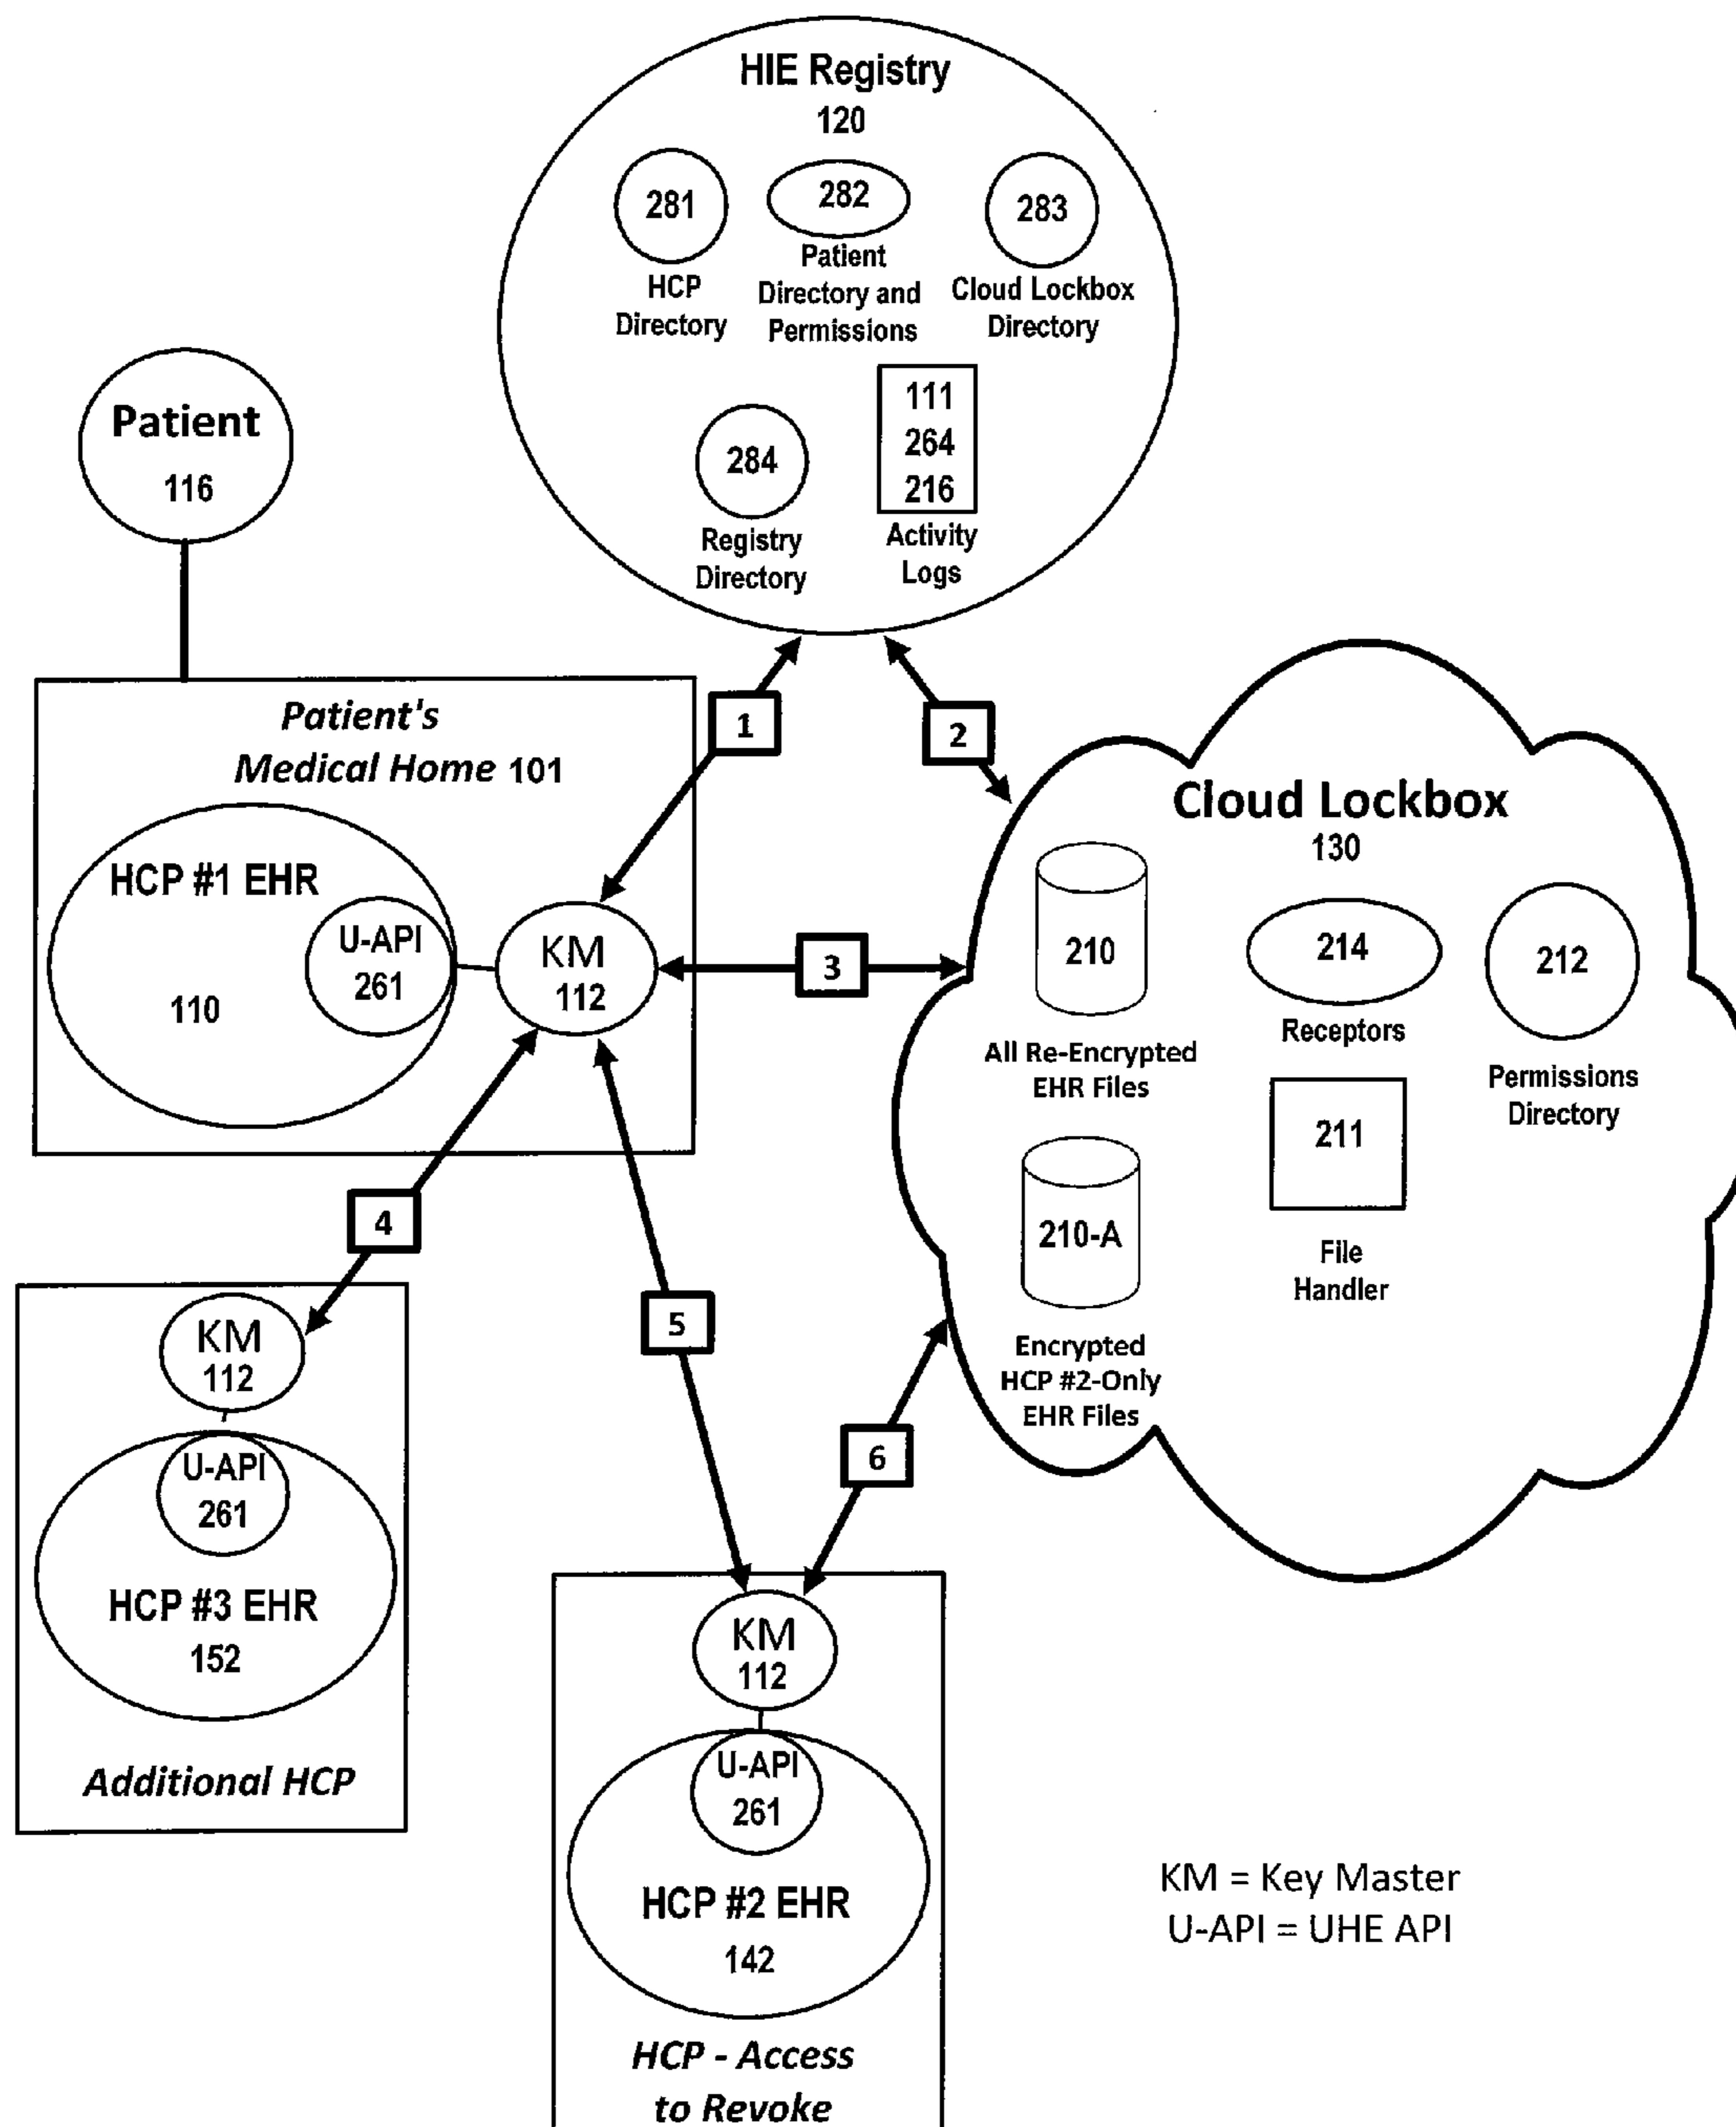 HIE Registry
120
281
HCP
Directory
282
Patient
Directory and
Permissions
283
Cloud Lockbox
Directory
284
Registry
Directory
111
264
216
Activity
Logs
Patient
116
1
2
Patient's
Medical Home 101
HCP #1 EHR
110
U-API
261
KM
112
3
Cloud Lockbox
130
210
All Re-Encrypted
EHR Files
214
Receptors
212
Permissions
Directory
211
File
Handler
210-A
Encrypted
HCP #2-Only
EHR Files
4
5
6
KM
112
U-API
261
HCP #3 EHR
152
Additional HCP
KM
112
U-API
261
HCP #2 EHR
142
HCP - Access
to Revoke
KM = Key Master
U-API = UHE API